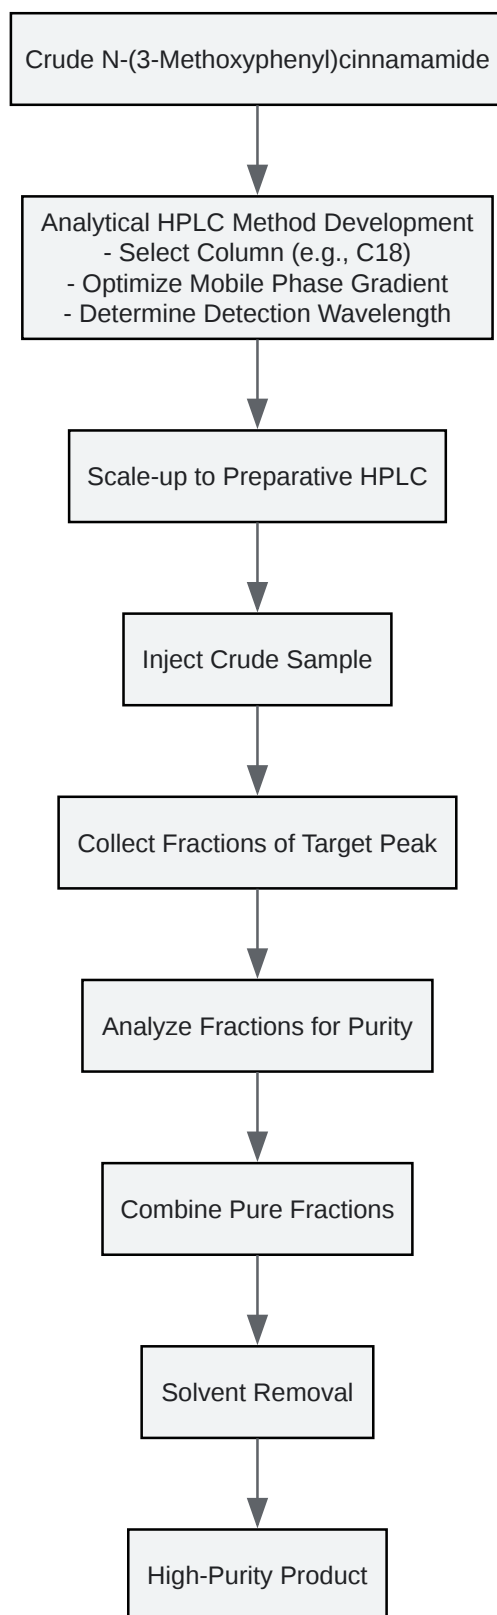 Crude N-(3-Methoxyphenyl)cinnamamide
Analytical HPLC Method Development
- Select Column (e.g., C18)
- Optimize Mobile Phase Gradient
- Determine Detection Wavelength
Scale-up to Preparative HPLC
Inject Crude Sample
Collect Fractions of Target Peak
Analyze Fractions for Purity
Combine Pure Fractions
Solvent Removal
High-Purity Product